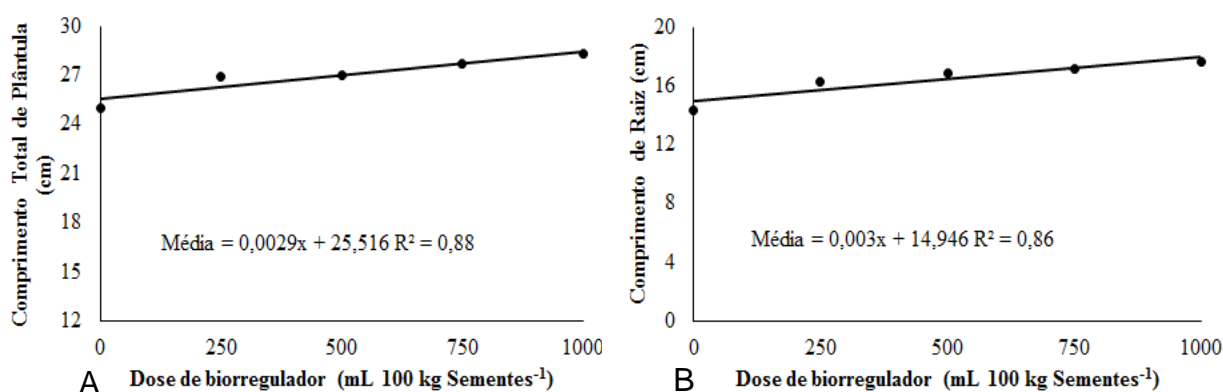 Comprimento Total de Plântula
(cm)
30
27
24
21
18
15
12
Média = 0,0029x + 25,516 R² = 0,88
0 250 500 750 1000
A Dose de biorregulador (mL 100 kg Sementes⁻¹)
Comprimento de Raiz (cm)
20
16
12
8
4
0
Média = 0,003x + 14,946 R² = 0,86
0 250 500 750 1000
B Dose de biorregulador (mL 100 kg Sementes⁻¹)